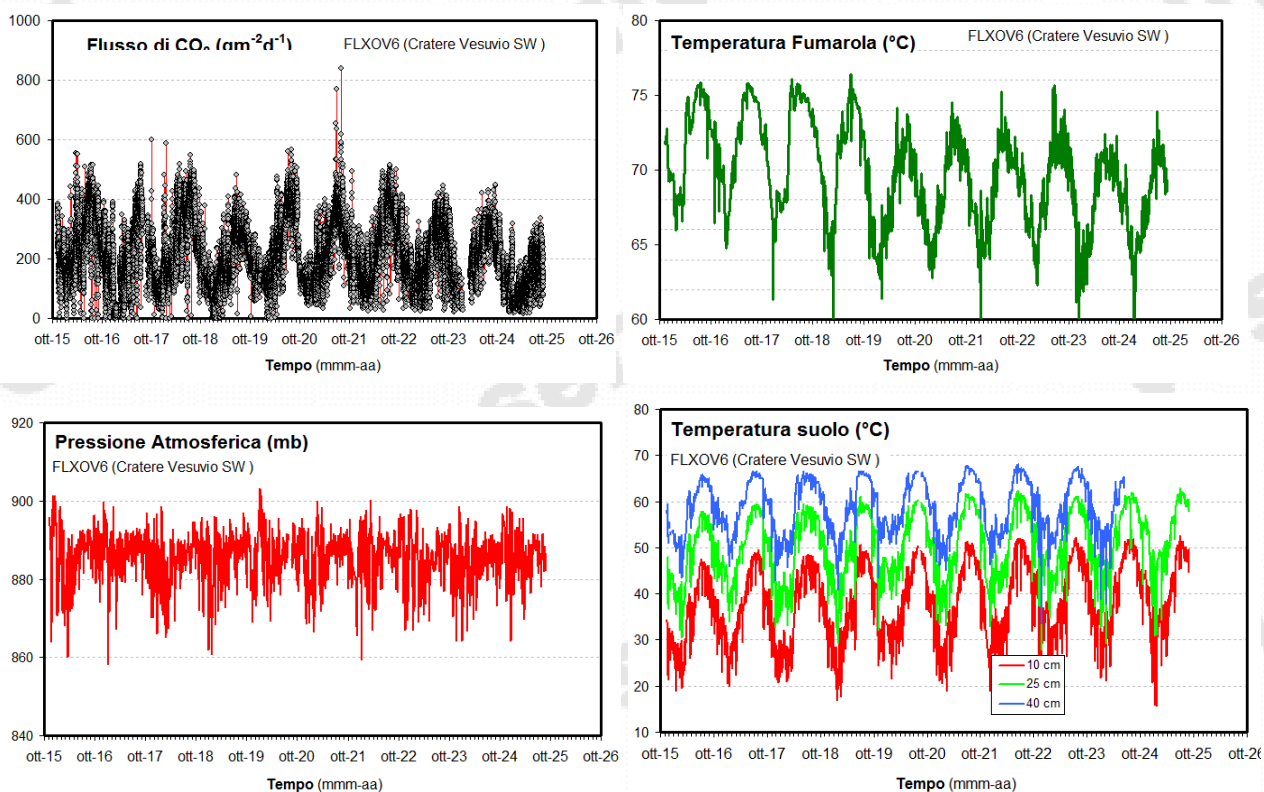 1000
800
600
400
200
0
Flusso di CO₂ (gm-2d-1)
FLXOV6 (Cratere Vesuvio SW )
ott-15 ott-16 ott-17 ott-18 ott-19 ott-20 ott-21 ott-22 ott-23 ott-24 ott-25 ott-26
Tempo (mmm-aa)
80
75
70
65
60
Temperatura Fumarola (°C)
FLXOV6 (Cratere Vesuvio SW )
ott-15 ott-16 ott-17 ott-18 ott-19 ott-20 ott-21 ott-22 ott-23 ott-24 ott-25 ott-26
Tempo (mmm-aa)
920
900
880
860
840
Pressione Atmosferica (mb)
FLXOV6 (Cratere Vesuvio SW )
ott-15 ott-16 ott-17 ott-18 ott-19 ott-20 ott-21 ott-22 ott-23 ott-24 ott-25 ott-26
Tempo (mmm-aa)
80
70
60
50
40
30
20
10
Temperatura suolo (°C)
FLXOV6 (Cratere Vesuvio SW )
10 cm
25 cm
40 cm
ott-15 ott-16 ott-17 ott-18 ott-19 ott-20 ott-21 ott-22 ott-23 ott-24 ott-25 ott-26
Tempo (mmm-aa)